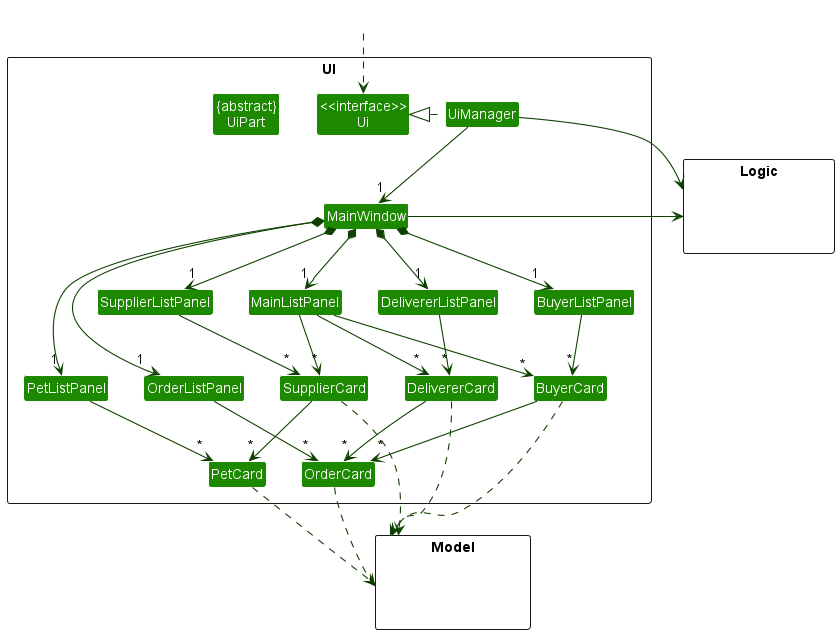 UI
{abstract}
UiPart
<<interface>>
Ui
UiManager
Logic
1
MainWindow
1
1
1
1
SupplierListPanel
MainListPanel
DelivererListPanel
BuyerListPanel
1
1
*
*
*
*
*
*
PetListPanel
OrderListPanel
SupplierCard
DelivererCard
BuyerCard
*
*
*
*
*
PetCard
OrderCard
Model